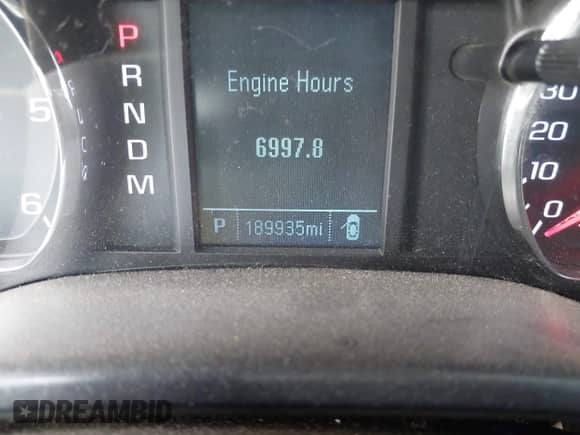 P
R
N
D
M
5
6
Engine Hours
6997.8
P 189935mi
30
20
10
0
DREAMBID